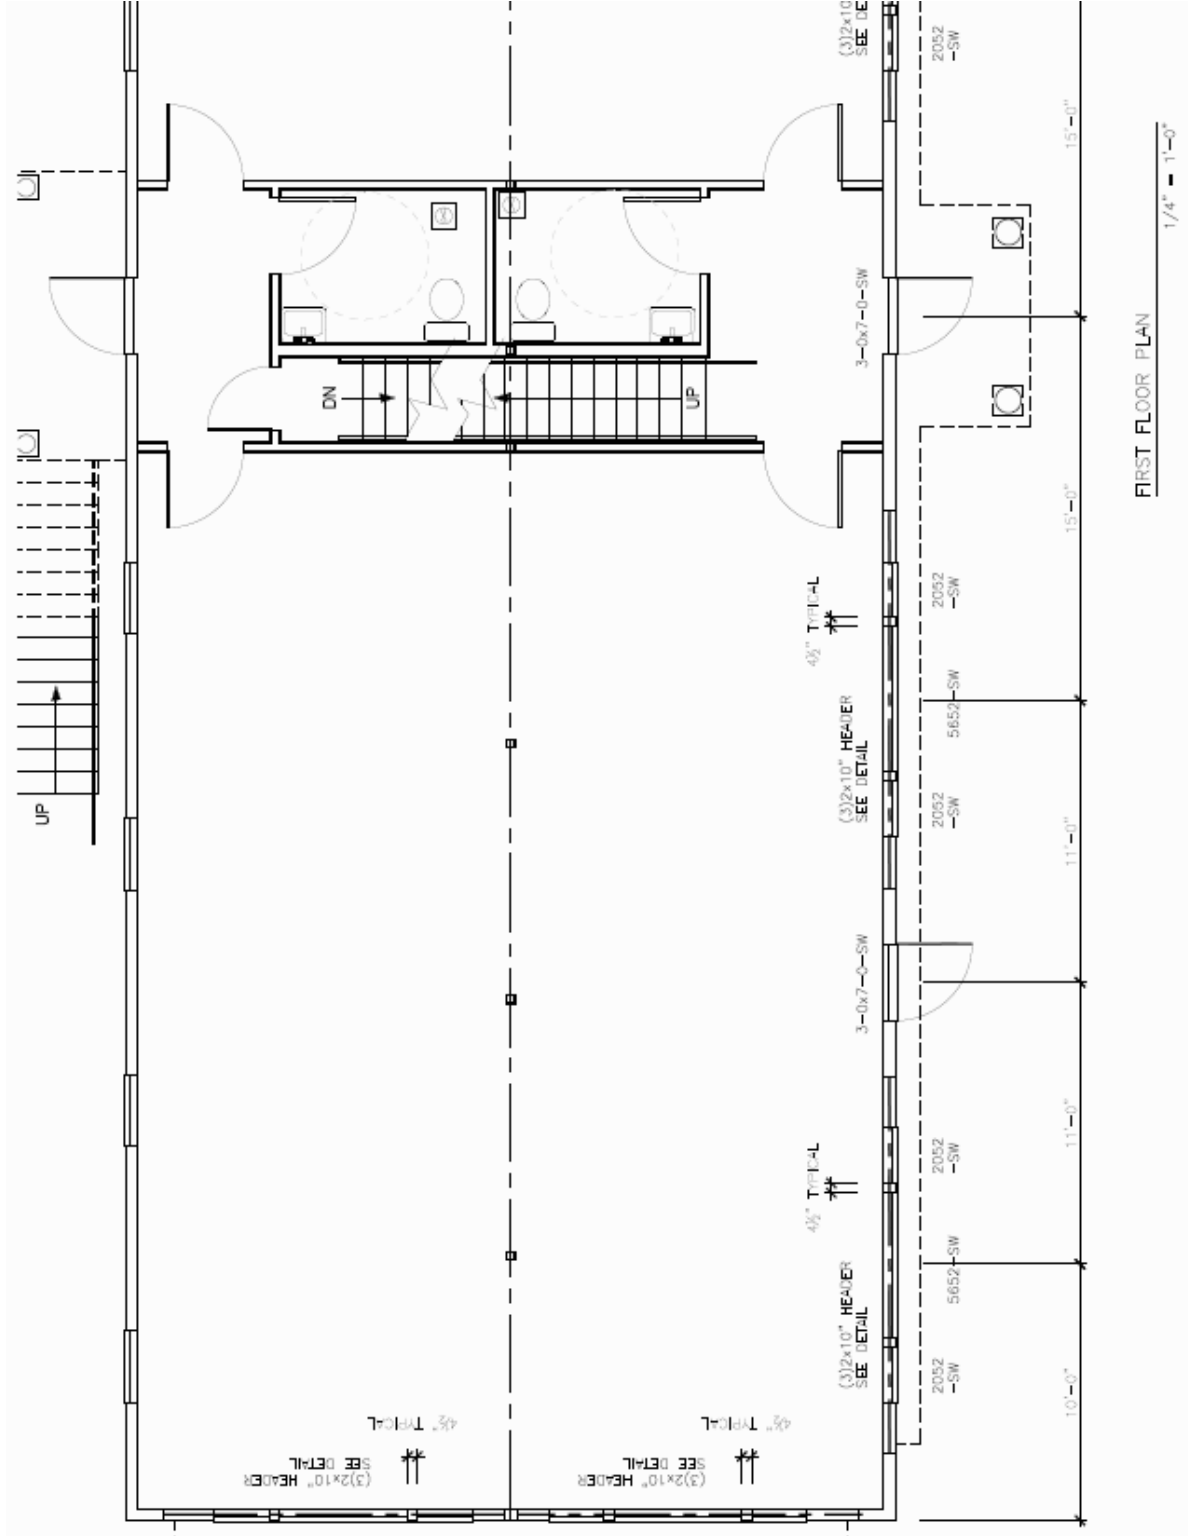 (3)2x10
SEE DE
2052
-SW
15'-0"
1/4" = 1'-0"
FIRST FLOOR PLAN
3-0x7-0-SW
DN
UP
15'-0"
4½" TYPICAL
2052
-SW
5652-SW
(3)2x10" HEADER
SEE DETAIL
2052
-SW
UP
11'-0"
3-0x7-0-SW
11'-0"
4½" TYPICAL
2052
-SW
5652-SW
(3)2x10" HEADER
SEE DETAIL
2052
-SW
10'-0"
4½" TYPICAL
(3)2x10" HEADER
SEE DETAIL
4½" TYPICAL
(3)2x10" HEADER
SEE DETAIL